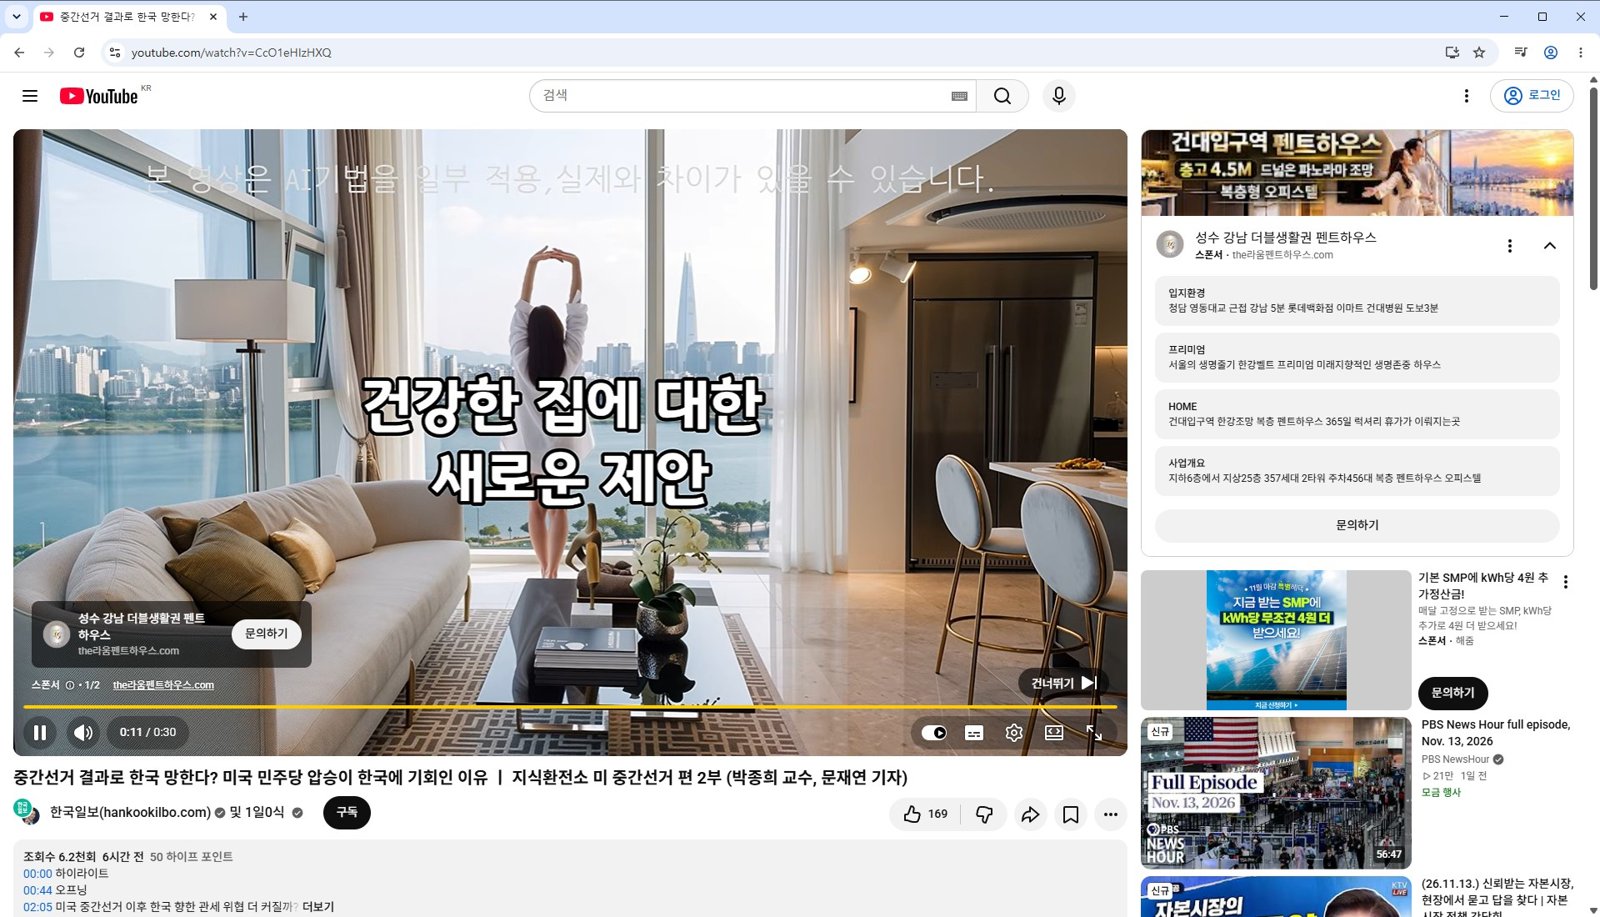 중간선거 결과로 한국 망한다?
youtube.com/watch?v=CcO1eHIzHXQ
YouTube KR
검색
로그인
본 영상은 AI기법을 일부 적용,실제와 차이가 있을 수 있습니다.
건강한 집에 대한
새로운 제안
성수 강남 더블생활권 펜트
하우스
the라움펜트하우스.com
문의하기
스폰서 · 1/2 the라움펜트하우스.com
건너뛰기
0:11 / 0:30
중간선거 결과로 한국 망한다? 미국 민주당 압승이 한국에 기회인 이유 ㅣ 지식환전소 미 중간선거 편 2부 (박종희 교수, 문재연 기자)
한국일보(hankookilbo.com) 및 1일0식
구독
169
조회수 6.2천회 6시간 전 50 하이프 포인트
00:00 하이라이트
00:44 오프닝
02:05 미국 중간선거 이후 한국 향한 관세 위협 더 커질까? 더보기
건대입구역 펜트하우스
층고 4.5M 드넓은 파노라마 조망
복층형 오피스텔
성수 강남 더블생활권 펜트하우스
스폰서 · the라움펜트하우스.com
입지환경
청담 영동대교 근접 강남 5분 롯데백화점 이마트 건대병원 도보3분
프리미엄
서울의 생명줄기 한강벨트 프리미엄 미래지향적인 생명존중 하우스
HOME
건대입구역 한강조망 복층 펜트하우스 365일 럭셔리 휴가가 이뤄지는곳
사업개요
지하6층에서 지상25층 357세대 2타워 주차456대 복층 펜트하우스 오피스텔
문의하기
11월 마감 특별혜택
지금 받는 SMP에
kWh당 무조건 4원 더
받으세요!
지금 신청하기
기본 SMP에 kWh당 4원 추
가정산금!
매달 고정으로 받는 SMP, kWh당
추가로 4원 더 받으세요!
스폰서 · 해줌
문의하기
신규
Full Episode
Nov. 13, 2026
PBS
NEWS
HOUR
56:47
PBS News Hour full episode,
Nov. 13, 2026
PBS NewsHour
21만 1일 전
모금 행사
신규
KTV
LIVE
자본시장의
(26.11.13.) 신뢰받는 자본시장,
현장에서 묻고 답을 찾다 | 자본
시장 정책 간담회